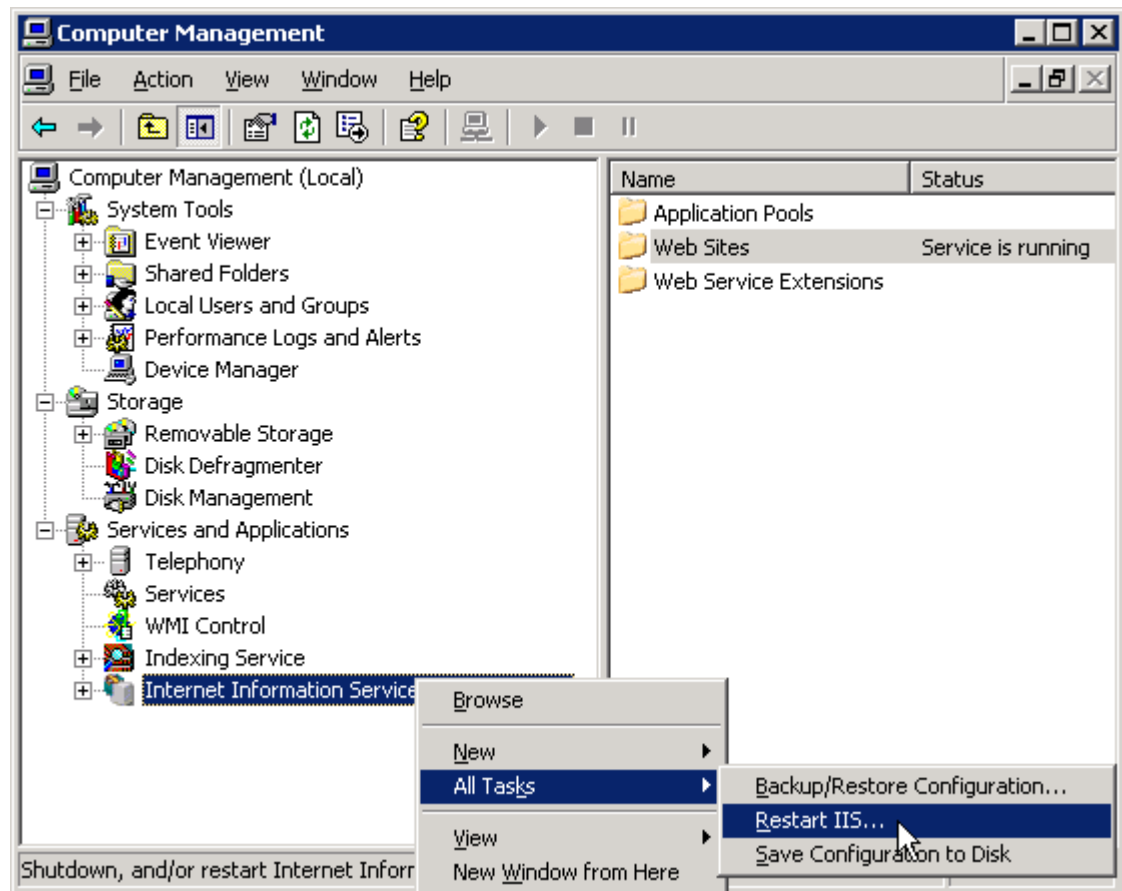 Computer Management
File Action View Window Help
Computer Management (Local)
System Tools
Event Viewer
Shared Folders
Local Users and Groups
Performance Logs and Alerts
Device Manager
Storage
Removable Storage
Disk Defragmenter
Disk Management
Services and Applications
Telephony
Services
WMI Control
Indexing Service
Internet Information Service
Name Status
Application Pools
Web Sites Service is running
Web Service Extensions
Browse
New
All Tasks
View
New Window from Here
Backup/Restore Configuration...
Restart IIS...
Save Configuration to Disk
Shutdown, and/or restart Internet Infor